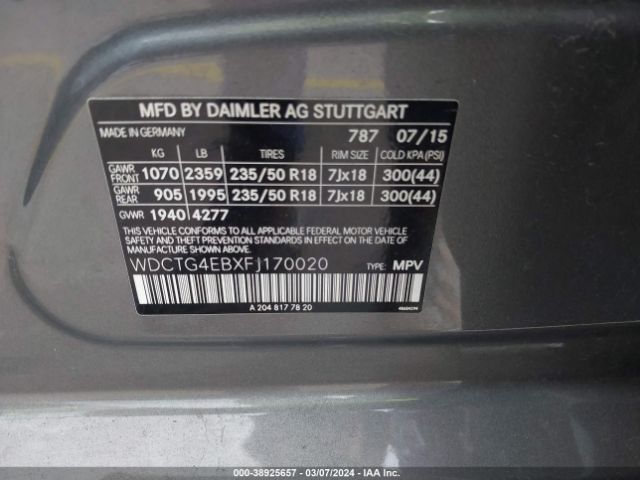 MFD BY DAIMLER AG STUTTGART
MADE IN GERMANY 787 07/15
KG LB TIRES RIM SIZE COLD KPA (PSI)
GAWR FRONT 1070 2359 235/50 R18 7Jx18 300(44)
GAWR REAR 905 1995 235/50 R18 7Jx18 300(44)
GVWR 1940 4277
THIS VEHICLE CONFORMS TO ALL APPLICABLE FEDERAL MOTOR VEHICLE
SAFETY, BUMPER, AND THEFT PREVENTION STANDARDS IN EFFECT ON THE
DATE OF MANUFACTURE SHOWN ABOVE.
WDCTG4EBXFJ170020 TYPE: MPV
A 204 817 78 20
000-38925657 - 03/07/2024 - IAA Inc.